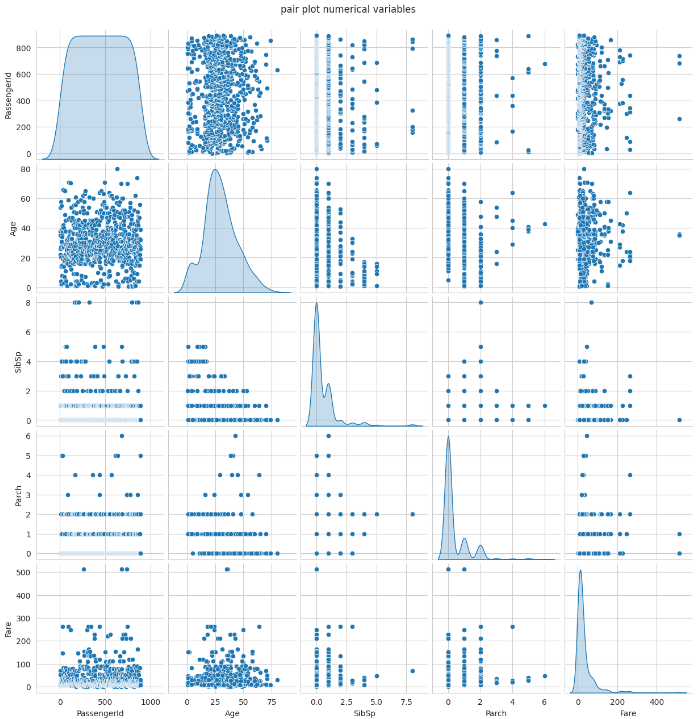 pair plot numerical variables
PassengerId
800
600
400
200
0
Age
80
60
40
20
0
SibSp
8
6
4
2
0
Parch
6
5
4
3
2
1
0
Fare
500
400
300
200
100
0
0 500 1000
0 25 50 75
0.0 2.5 5.0 7.5
0 2 4 6
0 200 400
PassengerId Age SibSp Parch Fare